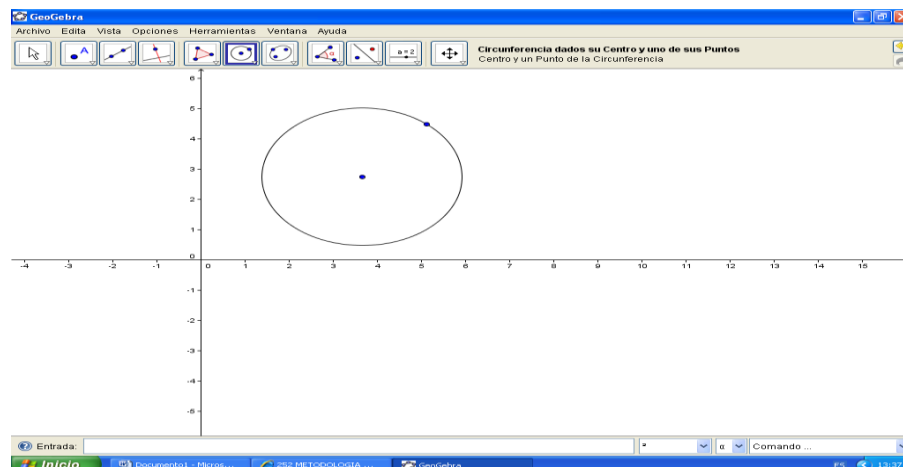 GeoGebra
Archivo Edita Vista Opciones Herramientas Ventana Ayuda
A
a=2
Circunferencia dados su Centro y uno de sus Puntos
Centro y un Punto de la Circunferencia
6
5
4
3
2
1
0
-4 -3 -2 -1 0 1 2 3 4 5 6 7 8 9 10 11 12 13 14 15
-1
-2
-3
-4
-5
Entrada:
α
Comando ...
Inicio
Documento1 - Micros...
252 METODOLOGIA ...
GeoGebra
ES
13:37